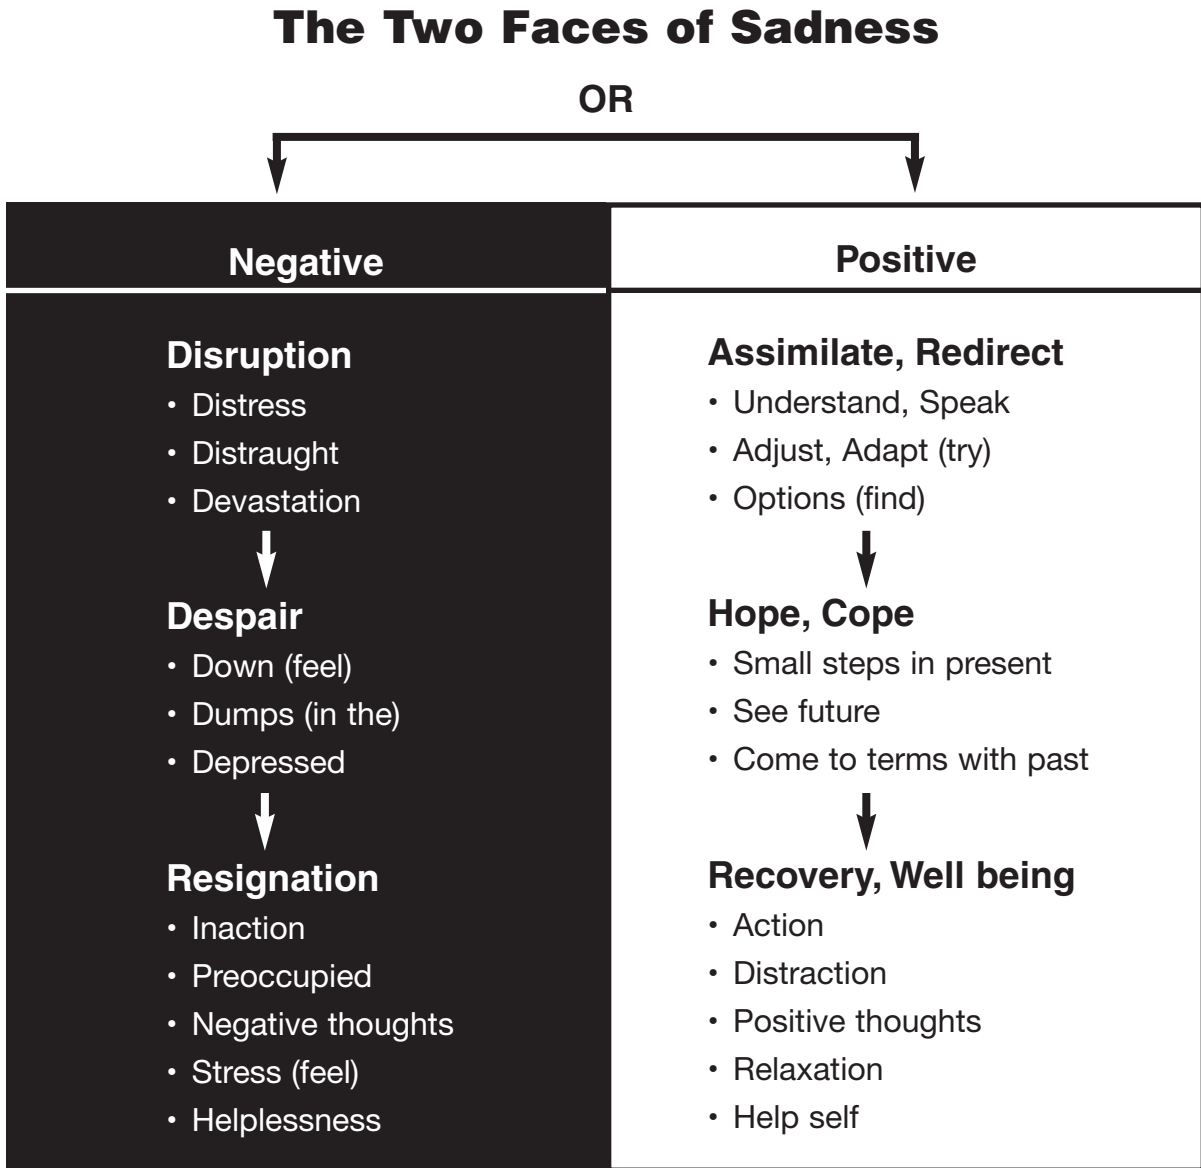 The Two Faces of Sadness
OR
Negative
Disruption
• Distress
• Distraught
• Devastation
Despair
• Down (feel)
• Dumps (in the)
• Depressed
Resignation
• Inaction
• Preoccupied
• Negative thoughts
• Stress (feel)
• Helplessness
Positive
Assimilate, Redirect
• Understand, Speak
• Adjust, Adapt (try)
• Options (find)
Hope, Cope
• Small steps in present
• See future
• Come to terms with past
Recovery, Well being
• Action
• Distraction
• Positive thoughts
• Relaxation
• Help self